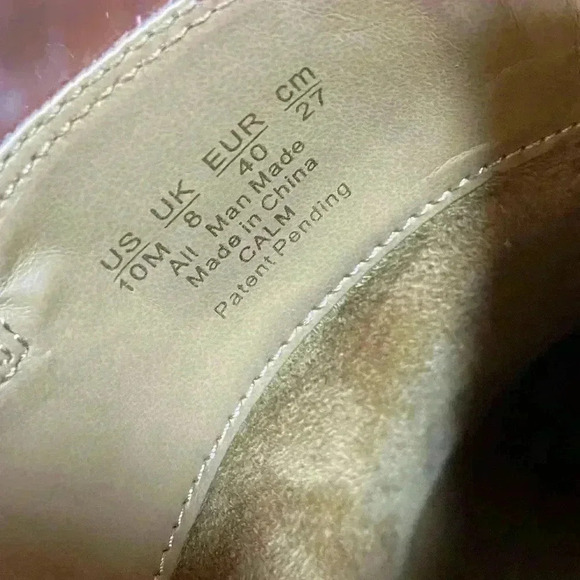 US UK EUR cm
10M 8 40 27
All Man Made
Made in China
CALM
Patent Pending